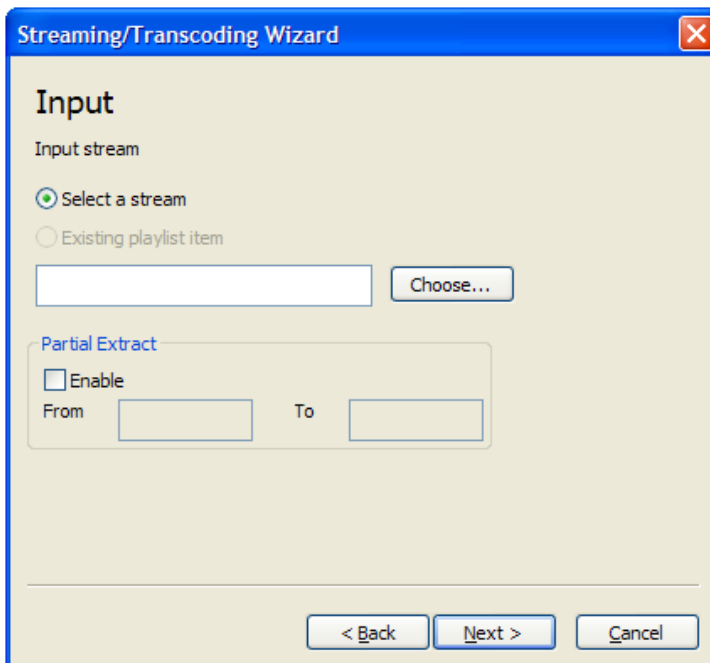 Streaming/Transcoding Wizard
Input
Input stream
Select a stream
Existing playlist item
Choose...
Partial Extract
Enable
From To
< Back Next > Cancel